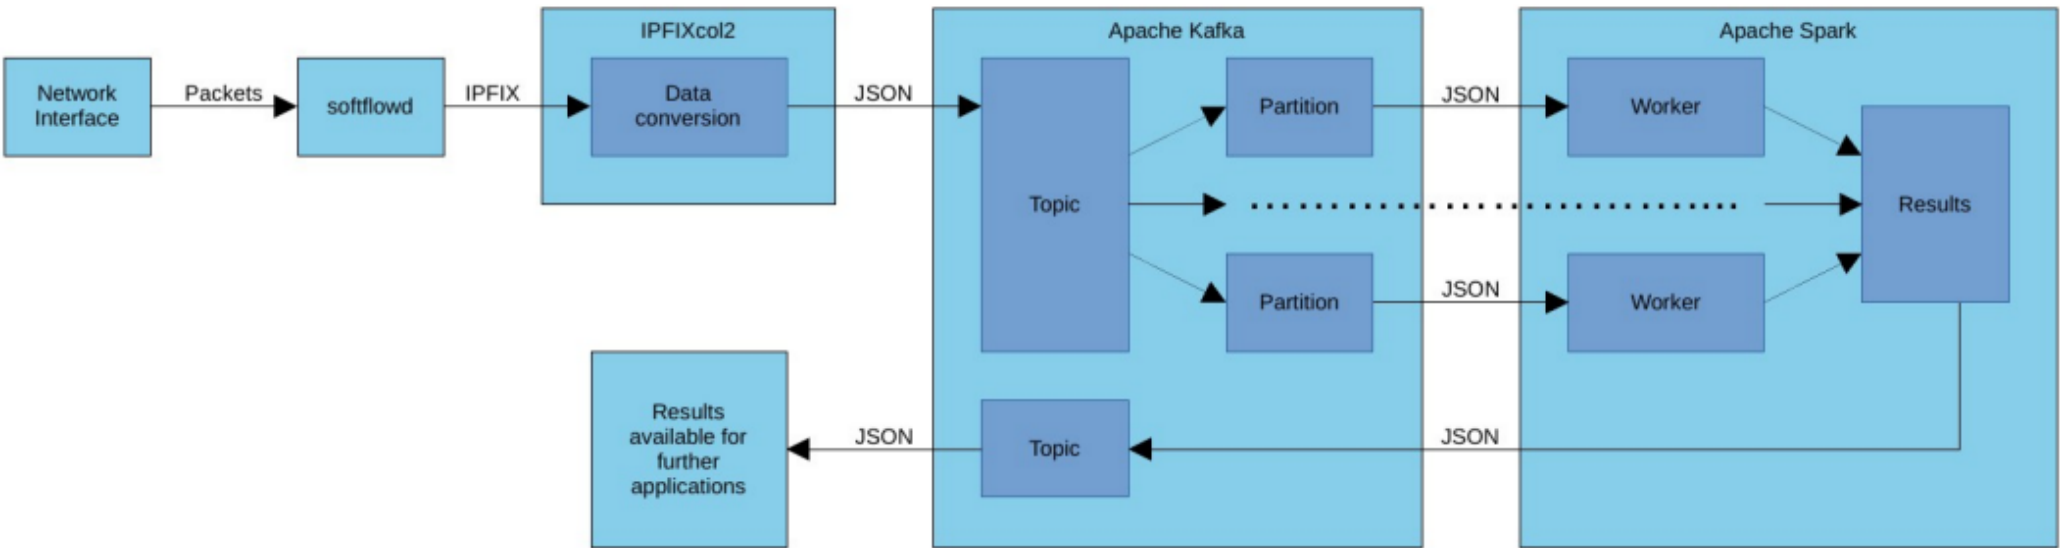 IPFIXcol2
Apache Kafka
Apache Spark
Network
Interface
Packets
softflowd
IPFIX
Data
conversion
JSON
Topic
Partition
JSON
Worker
Results
Partition
JSON
Worker
Results
available for
further
applications
JSON
Topic
JSON